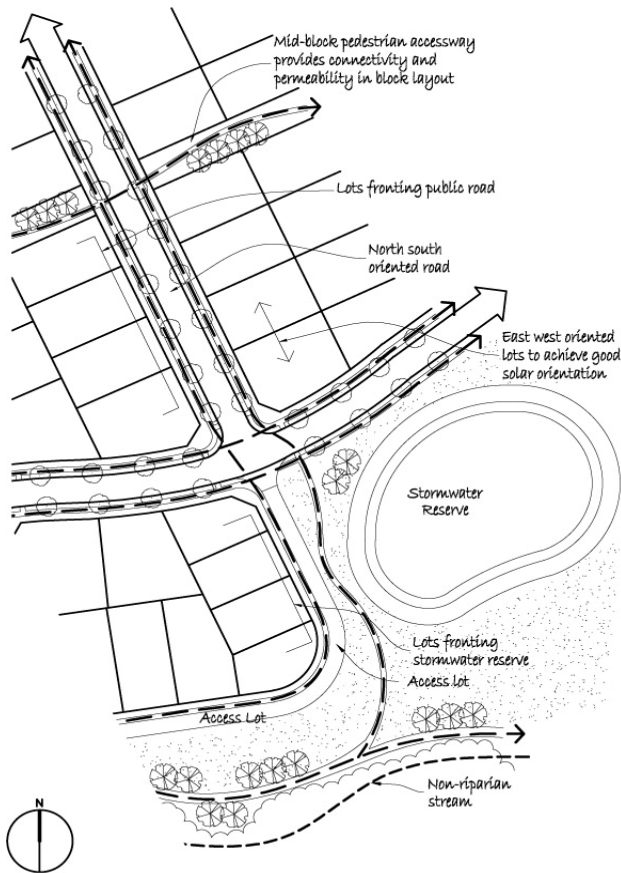 Mid-block pedestrian accessway
provides connectivity and
permeability in block layout
Lots fronting public road
North south
oriented road
East west oriented
lots to achieve good
solar orientation
Stormwater
Reserve
Lots fronting
stormwater reserve
Access lot
Access Lot
Non-riparian
stream
N